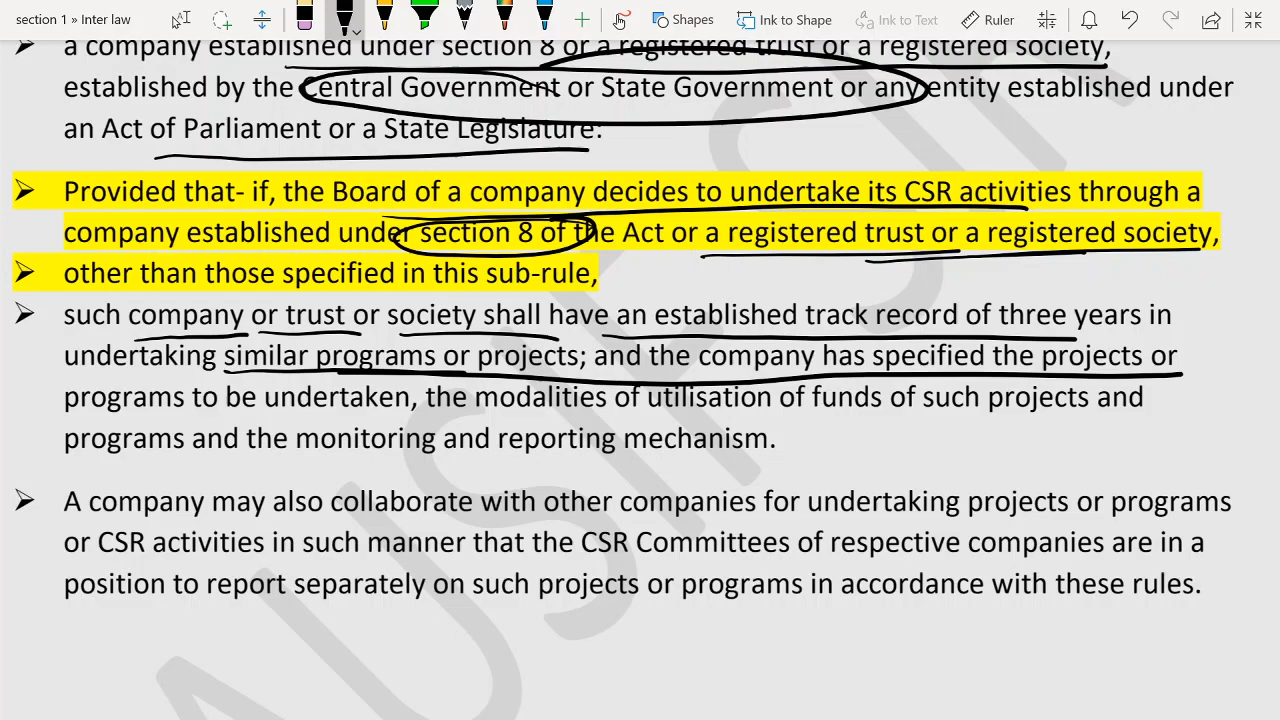 section 1 » Inter law
Shapes
Ink to Shape
Ink to Text
Ruler
a company established under section 8 or a registered trust or a registered society,
established by the Central Government or State Government or any entity established under
an Act of Parliament or a State Legislature:
Provided that- if, the Board of a company decides to undertake its CSR activities through a
company established under section 8 of the Act or a registered trust or a registered society,
other than those specified in this sub-rule,
such company or trust or society shall have an established track record of three years in
undertaking similar programs or projects; and the company has specified the projects or
programs to be undertaken, the modalities of utilisation of funds of such projects and
programs and the monitoring and reporting mechanism.
A company may also collaborate with other companies for undertaking projects or programs
or CSR activities in such manner that the CSR Committees of respective companies are in a
position to report separately on such projects or programs in accordance with these rules.